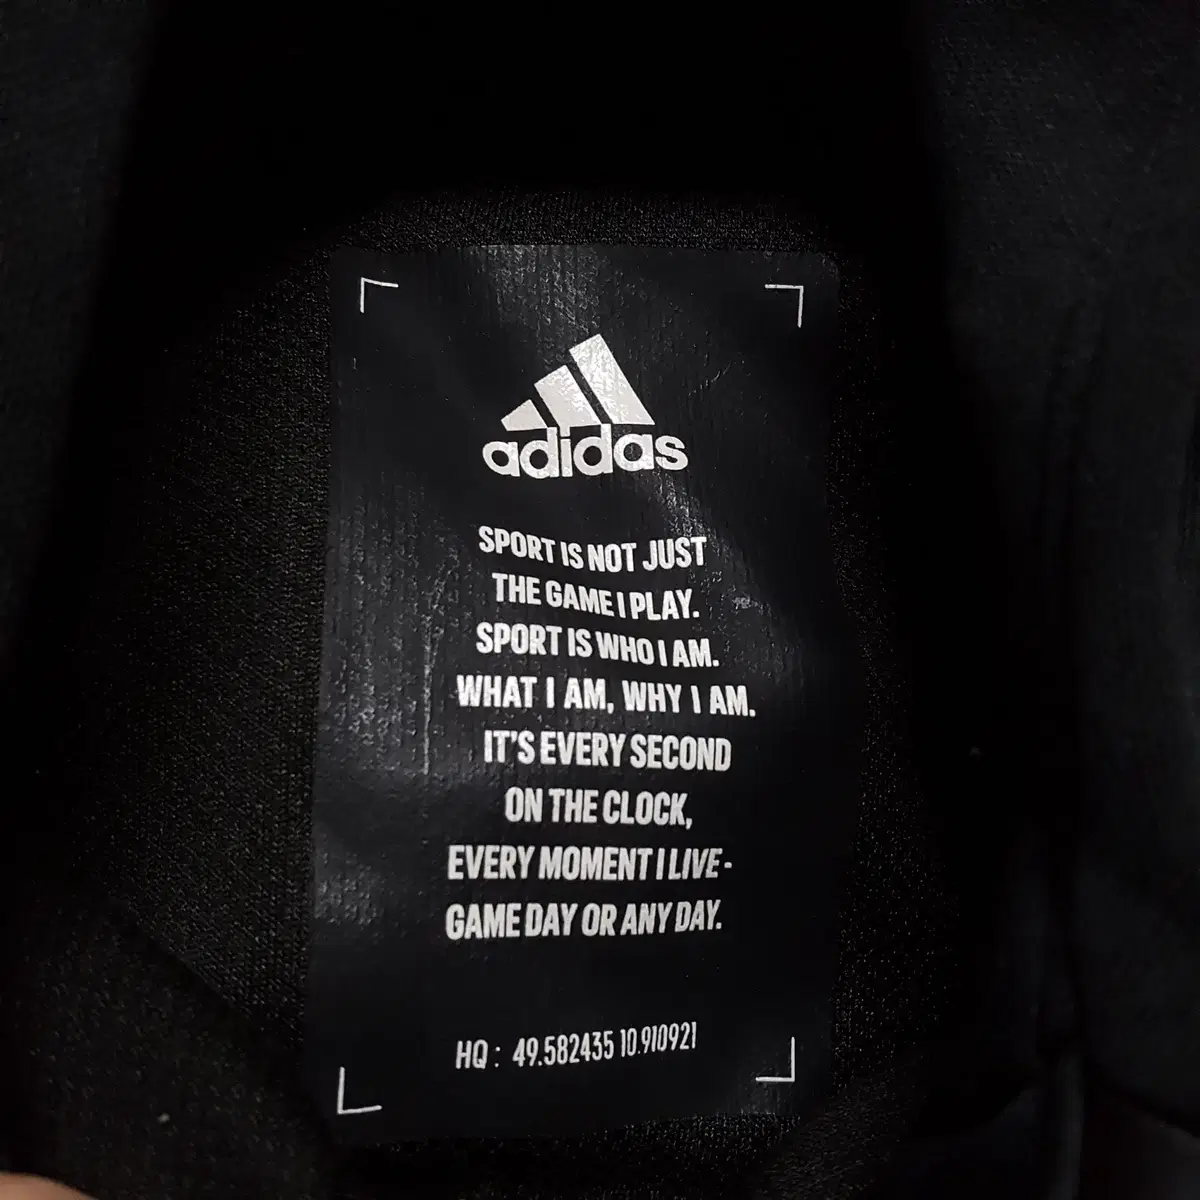 adidas
SPORT IS NOT JUST
THE GAME I PLAY.
SPORT IS WHO I AM.
WHAT I AM, WHY I AM.
IT'S EVERY SECOND
ON THE CLOCK,
EVERY MOMENT I LIVE-
GAME DAY OR ANY DAY.
HQ : 49.582435 10.910921